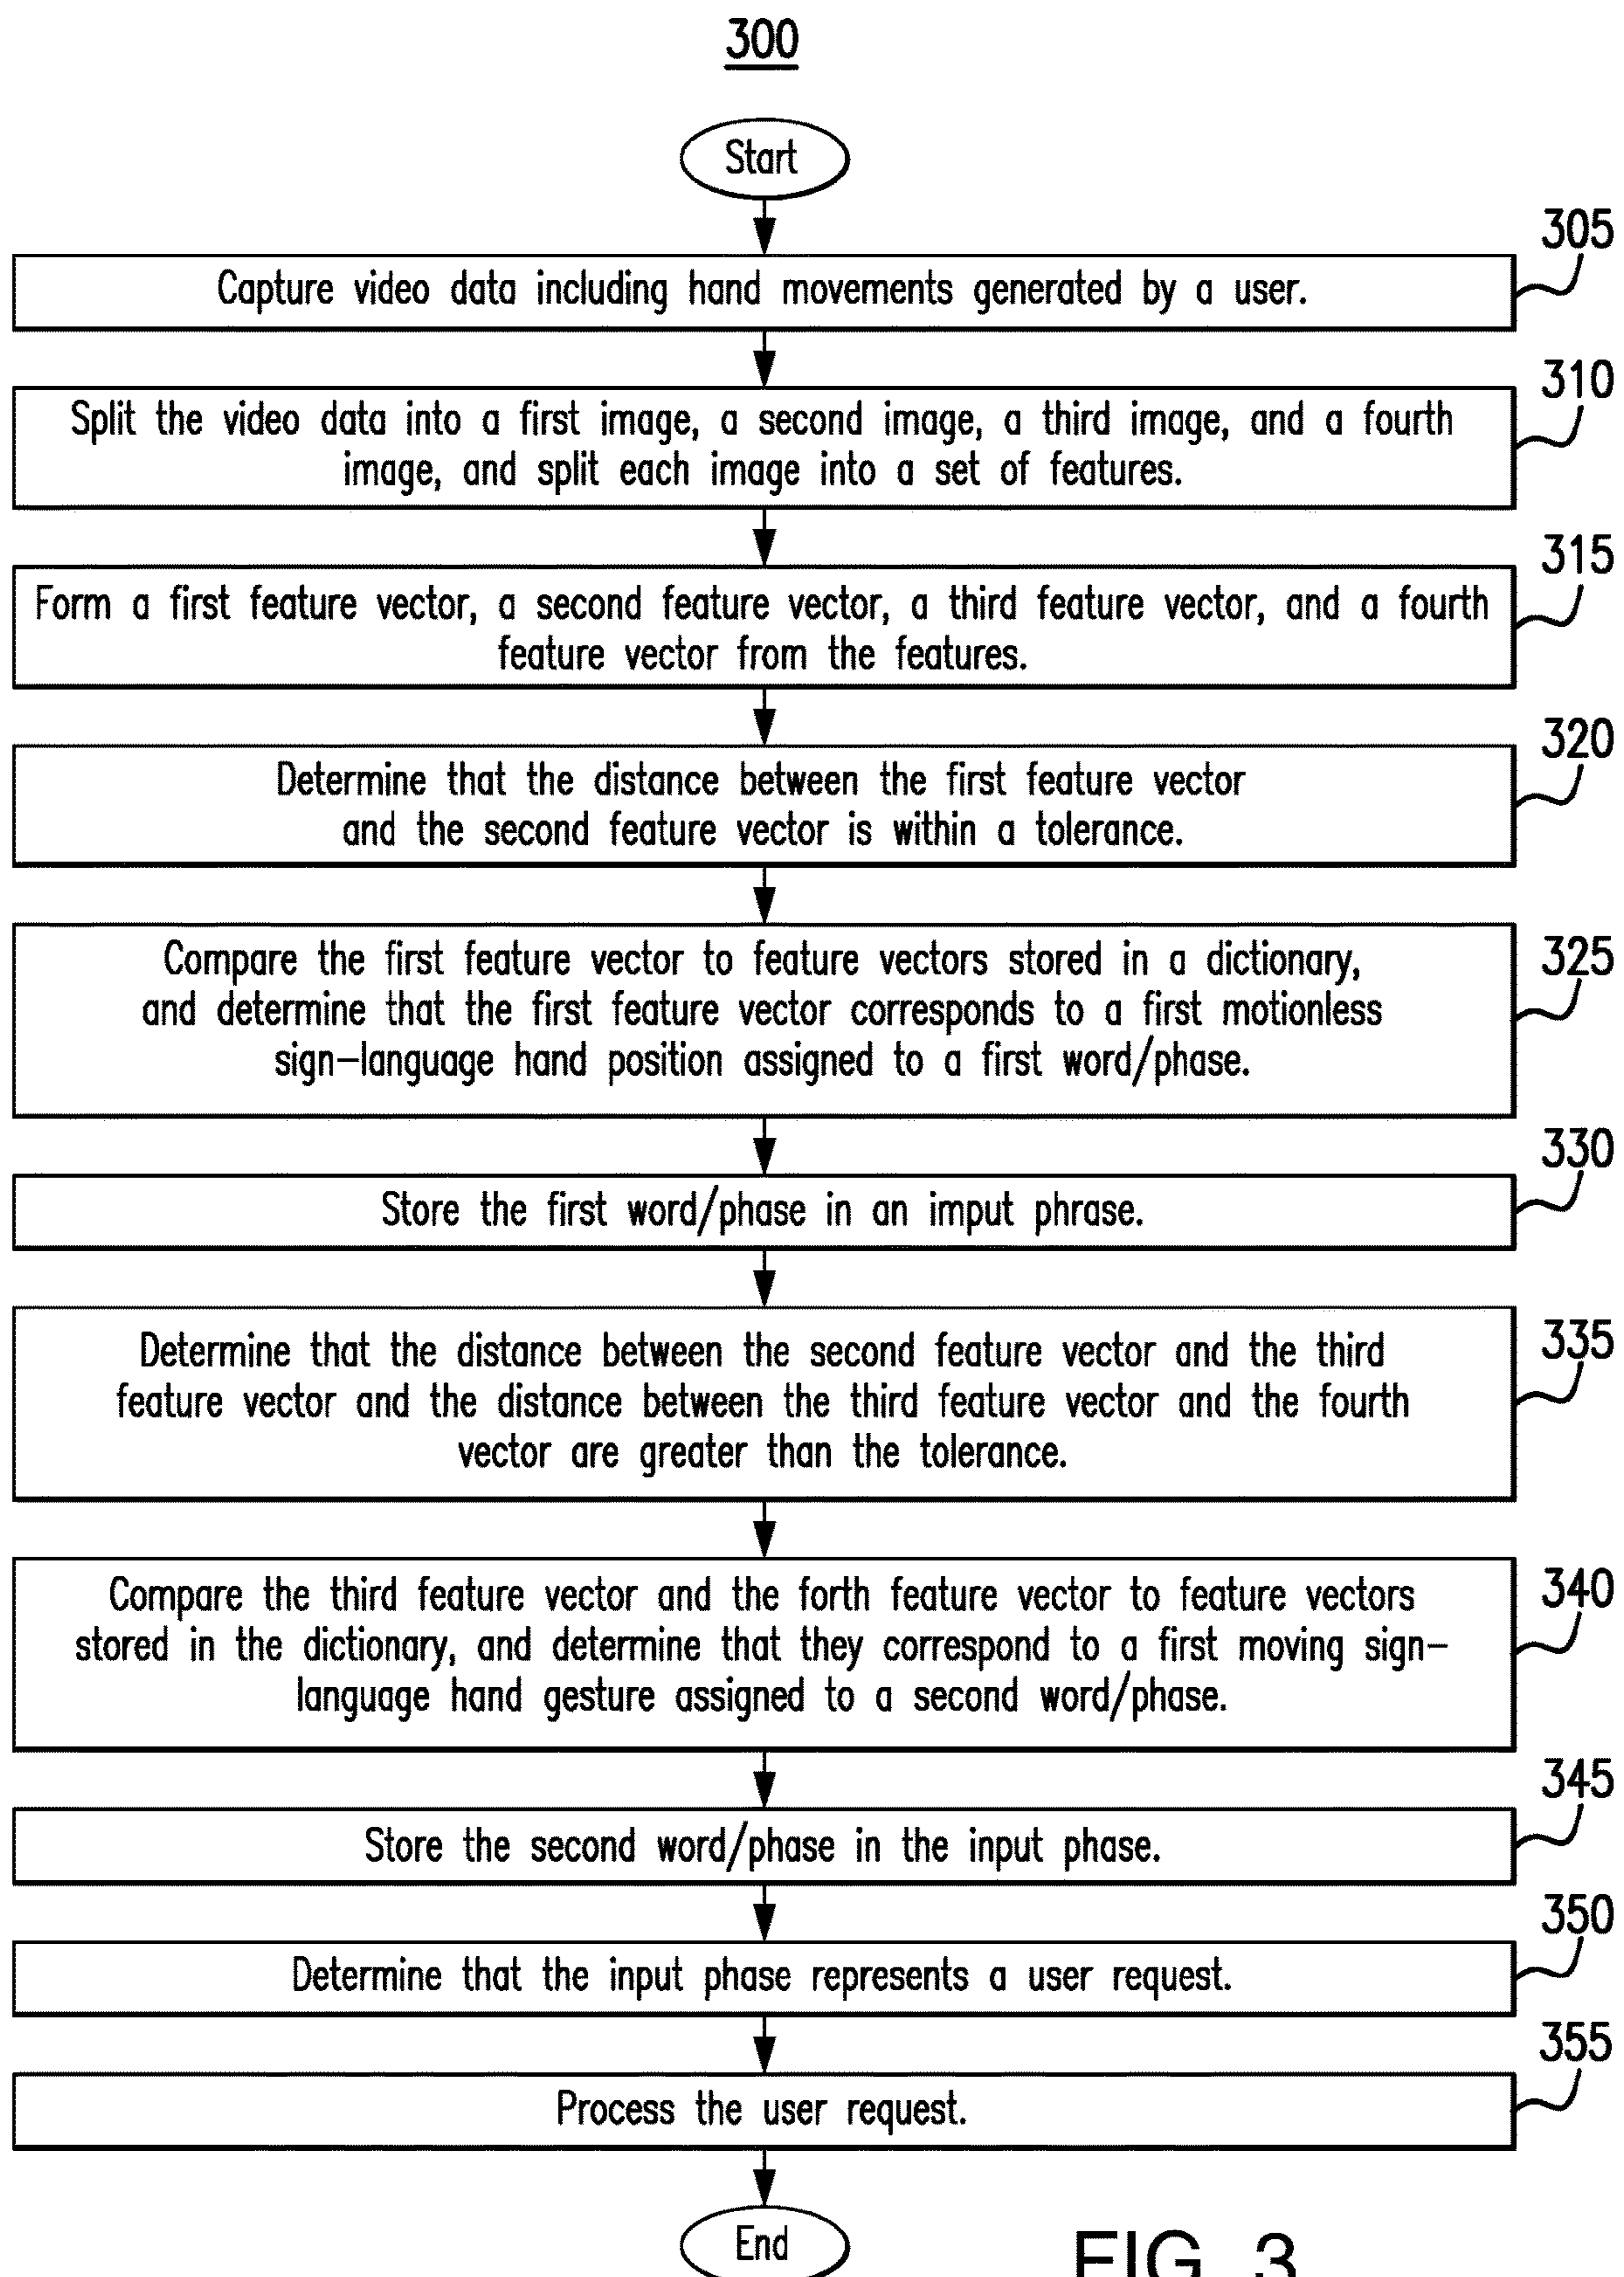 300
Start
305
Capture video data including hand movements generated by a user.
310
Split the video data into a first image, a second image, a third image, and a fourth
image, and split each image into a set of features.
315
Form a first feature vector, a second feature vector, a third feature vector, and a fourth
feature vector from the features.
320
Determine that the distance between the first feature vector
and the second feature vector is within a tolerance.
325
Compare the first feature vector to feature vectors stored in a dictionary,
and determine that the first feature vector corresponds to a first motionless
sign-language hand position assigned to a first word/phase.
330
Store the first word/phase in an imput phrase.
335
Determine that the distance between the second feature vector and the third
feature vector and the distance between the third feature vector and the fourth
vector are greater than the tolerance.
340
Compare the third feature vector and the forth feature vector to feature vectors
stored in the dictionary, and determine that they correspond to a first moving sign-
language hand gesture assigned to a second word/phase.
345
Store the second word/phase in the input phase.
350
Determine that the input phase represents a user request.
355
Process the user request.
End
FIG. 3